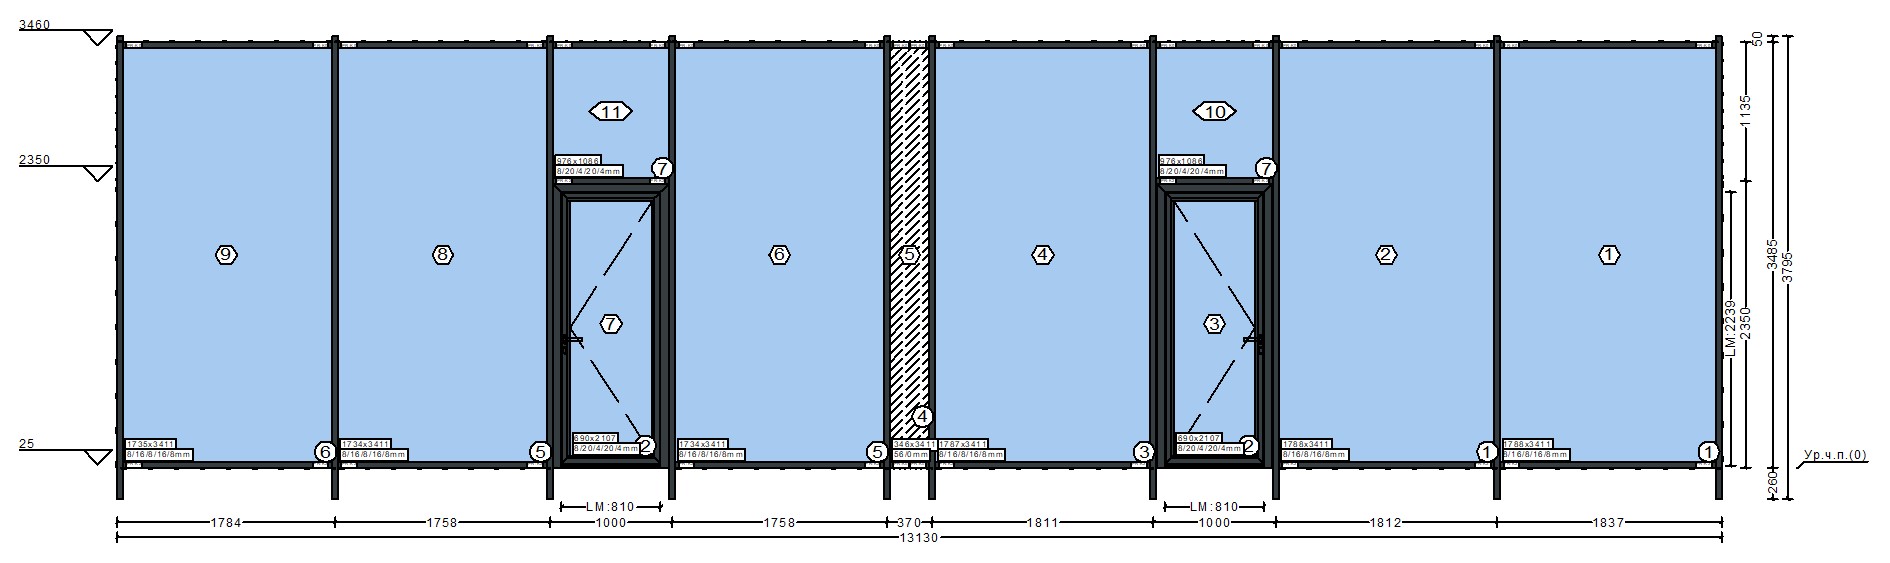 3460
50
11
10
1135
2350
976x1086
8/20/4/20/4mm
7
976x1086
8/20/4/20/4mm
7
9
8
6
5
4
2
1
3485
3795
7
3
LM:2239
2350
4
25
1735x3411
8/16/8/16/8mm
6
1734x3411
8/16/8/16/8mm
5
690x2107
8/20/4/20/4mm
2
1734x3411
8/16/8/16/8mm
5
346x3411
56/0mm
1787x3411
8/16/8/16/8mm
3
690x2107
8/20/4/20/4mm
2
1788x3411
8/16/8/16/8mm
1
1788x3411
8/16/8/16/8mm
1
Ур.ч.п.(0)
260
LM:810
LM:810
1784
1758
1000
1758
370
1811
1000
1812
1837
13130